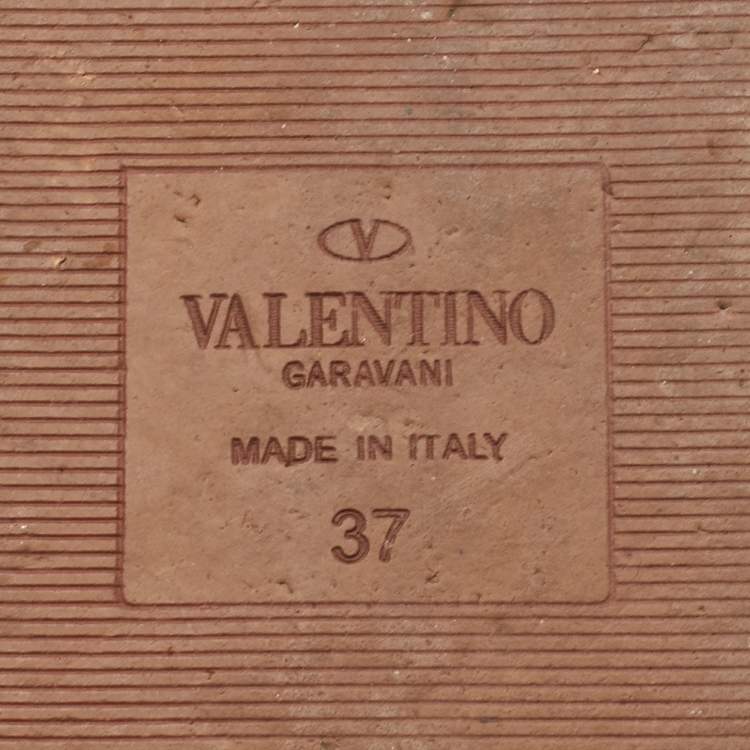 V
VALENTINO
GARAVANI
MADE IN ITALY
37